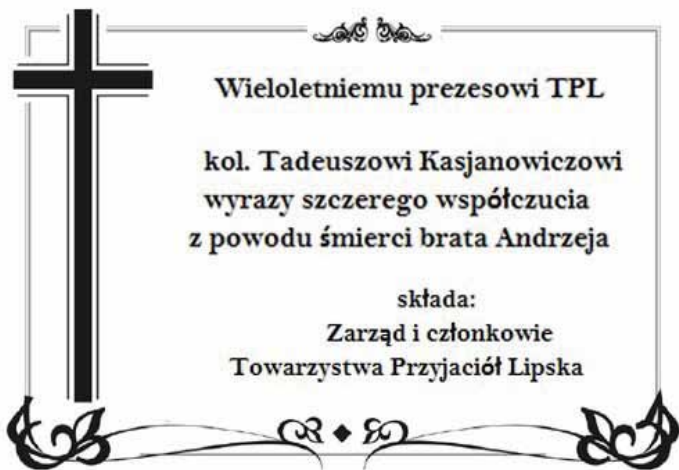 Wieloletniemu prezesowi TPL
kol. Tadeuszowi Kasjanowiczowi
wyrazy szczerego współczucia
z powodu śmierci brata Andrzeja
składa:
Zarząd i członkowie
Towarzystwa Przyjaciół Lipska